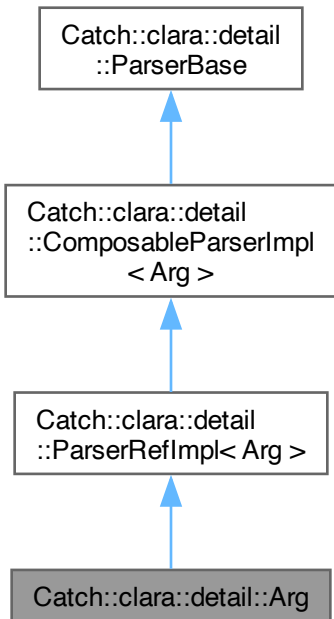 Catch::clara::detail
::ParserBase
Catch::clara::detail
::ComposableParserImpl
< Arg >
Catch::clara::detail
::ParserRefImpl< Arg >
Catch::clara::detail::Arg